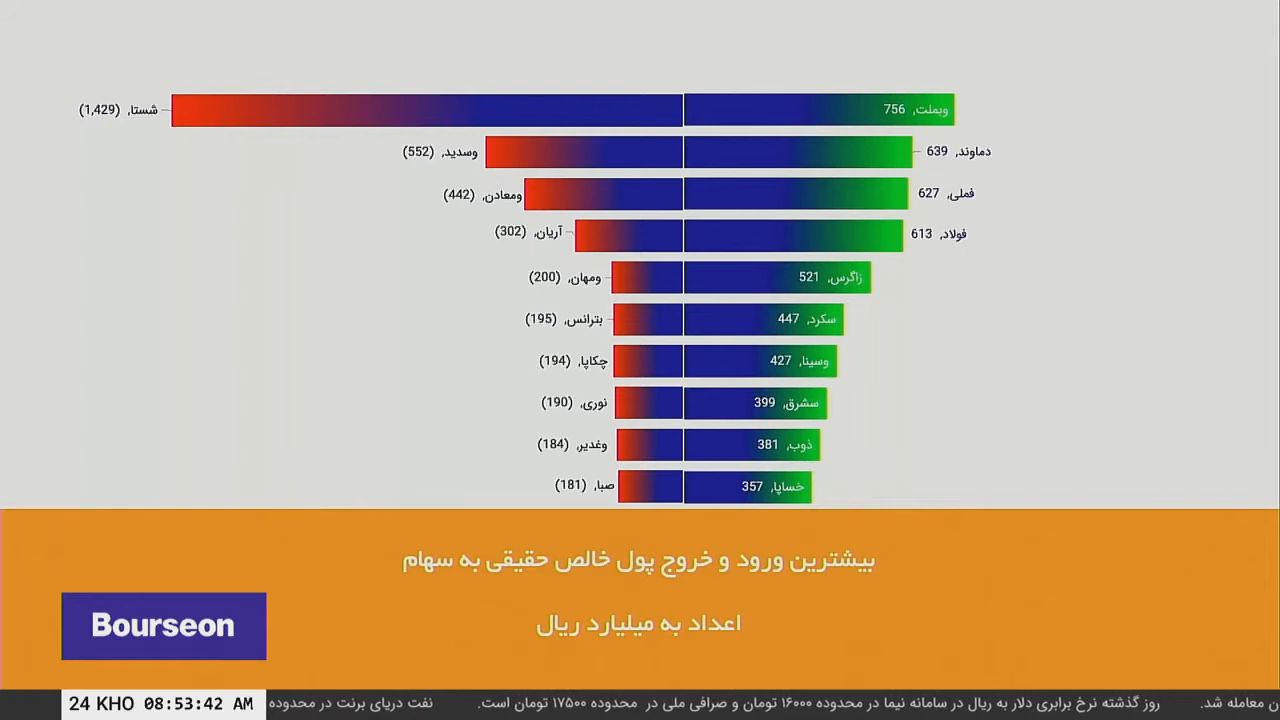 شستا, (1,429)
وبملت, 756
وسدید, (552)
دماوند, 639
ومعادن, (442)
فملی, 627
آریان, (302)
فولاد, 613
ومهان, (200)
زاگرس, 521
بترانس, (195)
سکرد, 447
چکاپا, (194)
وسینا, 427
نوری, (190)
سشرق, 399
وغدیر, (184)
ذوب, 381
صبا, (181)
خساپا, 357
بیشترین ورود و خروج پول خالص حقیقی به سهام
اعداد به میلیارد ریال
Bourseon
24 KHO 08:53:42 AM
ن معامله شد. روز گذشته نرخ برابری دلار به ریال در سامانه نیما در محدوده ۱۶۰۰۰ تومان و صرافی ملی در محدوده ۱۷۵۰۰ تومان است. نفت دریای برنت در محدوده